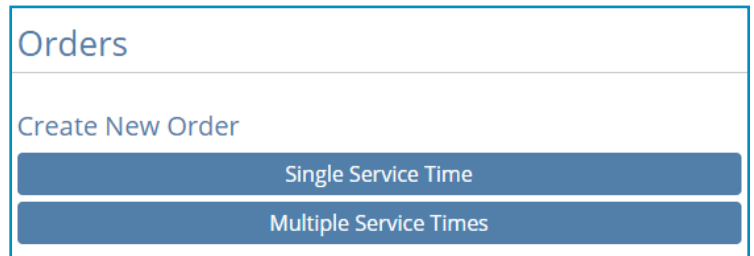 Orders
Create New Order
Single Service Time
Multiple Service Times